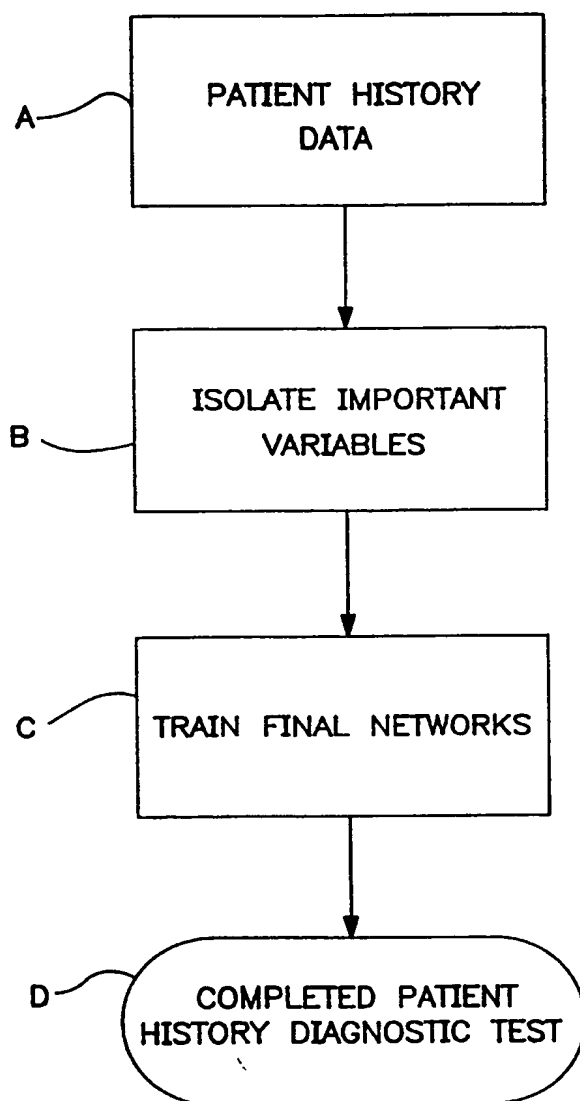 A
PATIENT HISTORY
DATA
B
ISOLATE IMPORTANT
VARIABLES
C
TRAIN FINAL NETWORKS
D
COMPLETED PATIENT
HISTORY DIAGNOSTIC TEST